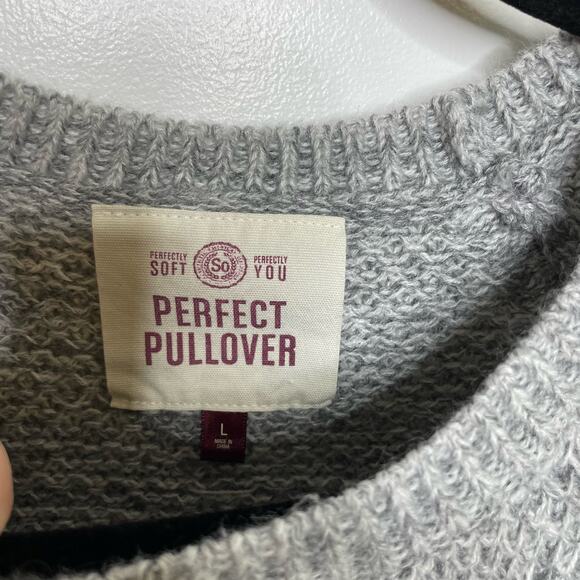 PERFECTLY SOFT
So
PERFECTLY YOU
PERFECT
PULLOVER
L
MADE IN
CHINA